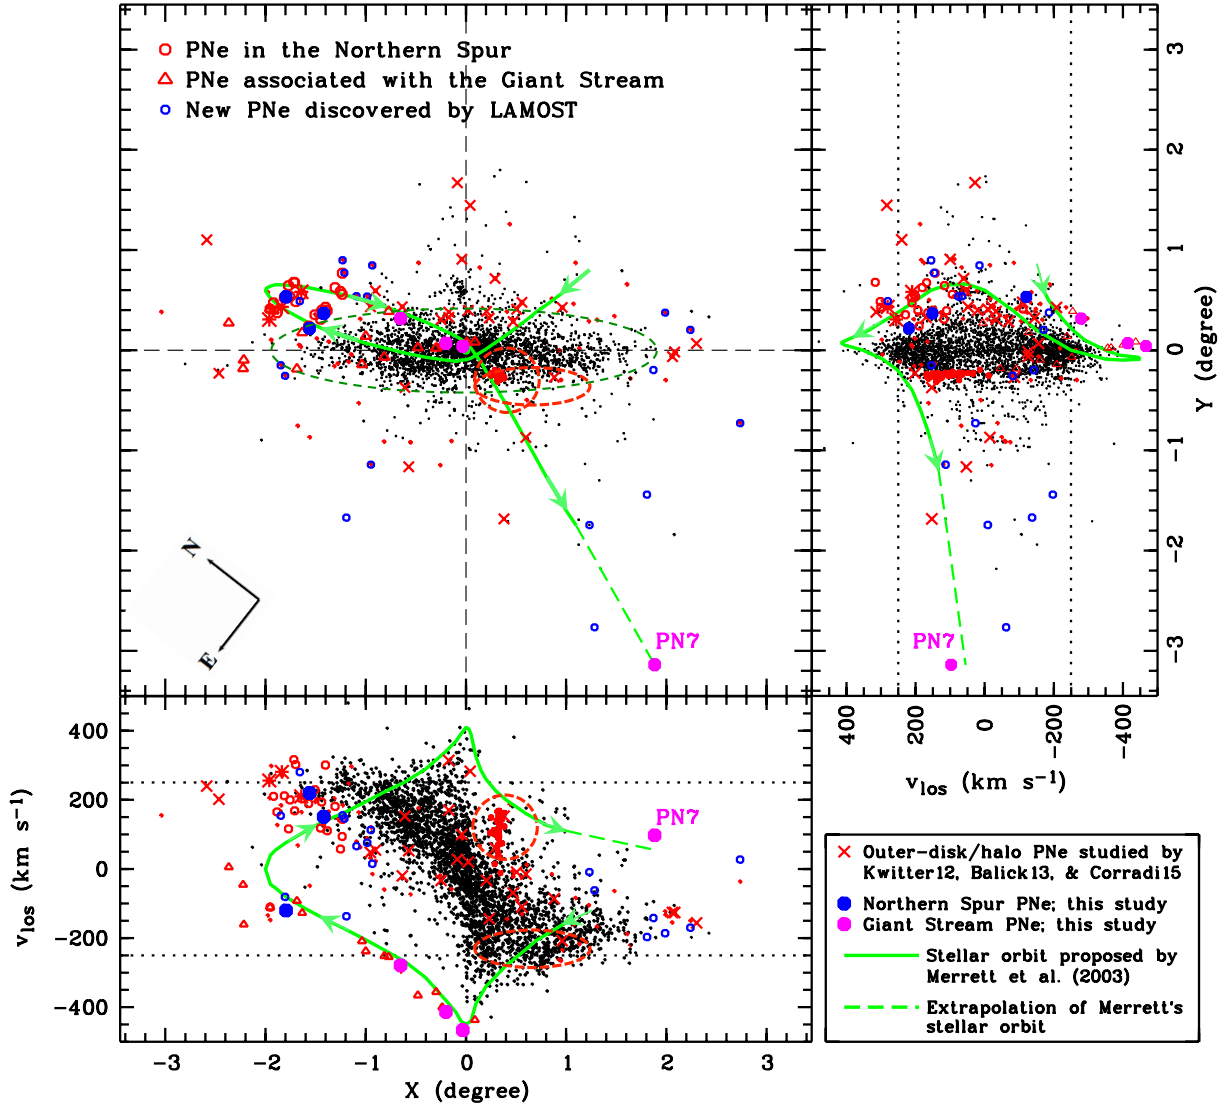 PNe in the Northern Spur
PNe associated with the Giant Stream
New PNe discovered by LAMOST
N
E
PN7
3
2
1
0
-1
-2
-3
Y (degree)
PN7
400
200
0
-200
-400
v_los (km s⁻¹)
400
200
0
-200
-400
v_los (km s⁻¹)
PN7
-3
-2
-1
0
1
2
3
X (degree)
Outer-disk/halo PNe studied by
Kwitter12, Balick13, & Corradi15
Northern Spur PNe; this study
Giant Stream PNe; this study
Stellar orbit proposed by
Merrett et al. (2003)
Extrapolation of Merrett's
stellar orbit